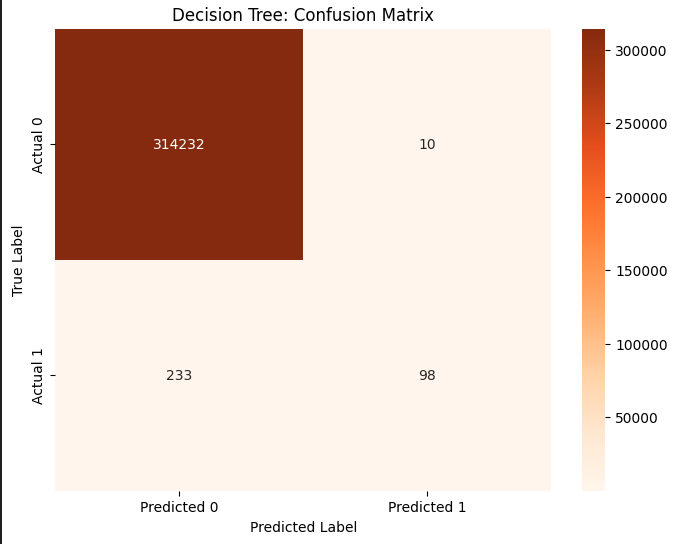 Decision Tree: Confusion Matrix
True Label
Actual 0
Actual 1
314232
10
233
98
Predicted 0
Predicted 1
Predicted Label
300000
250000
200000
150000
100000
50000